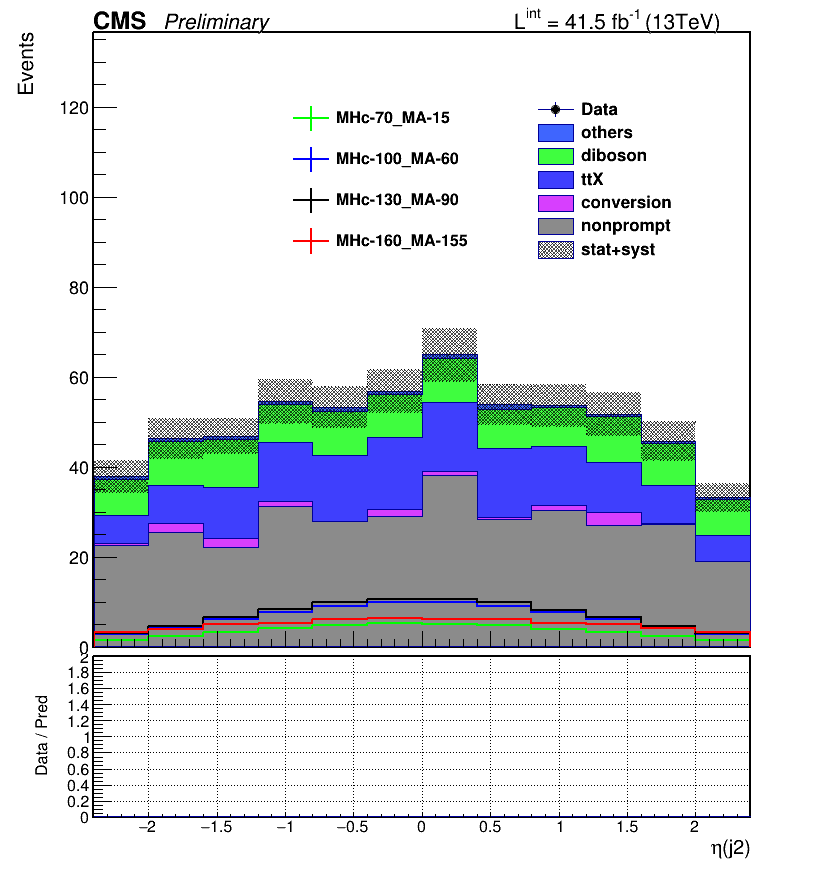 CMS Preliminary L^int = 41.5 fb^-1 (13TeV)
Events
120
100
80
60
40
20
0
MHc-70_MA-15
MHc-100_MA-60
MHc-130_MA-90
MHc-160_MA-155
Data
others
diboson
ttX
conversion
nonprompt
stat+syst
Data / Pred
2
1.8
1.6
1.4
1.2
1
0.8
0.6
0.4
0.2
0
−2 −1.5 −1 −0.5 0 0.5 1 1.5 2
η(j2)